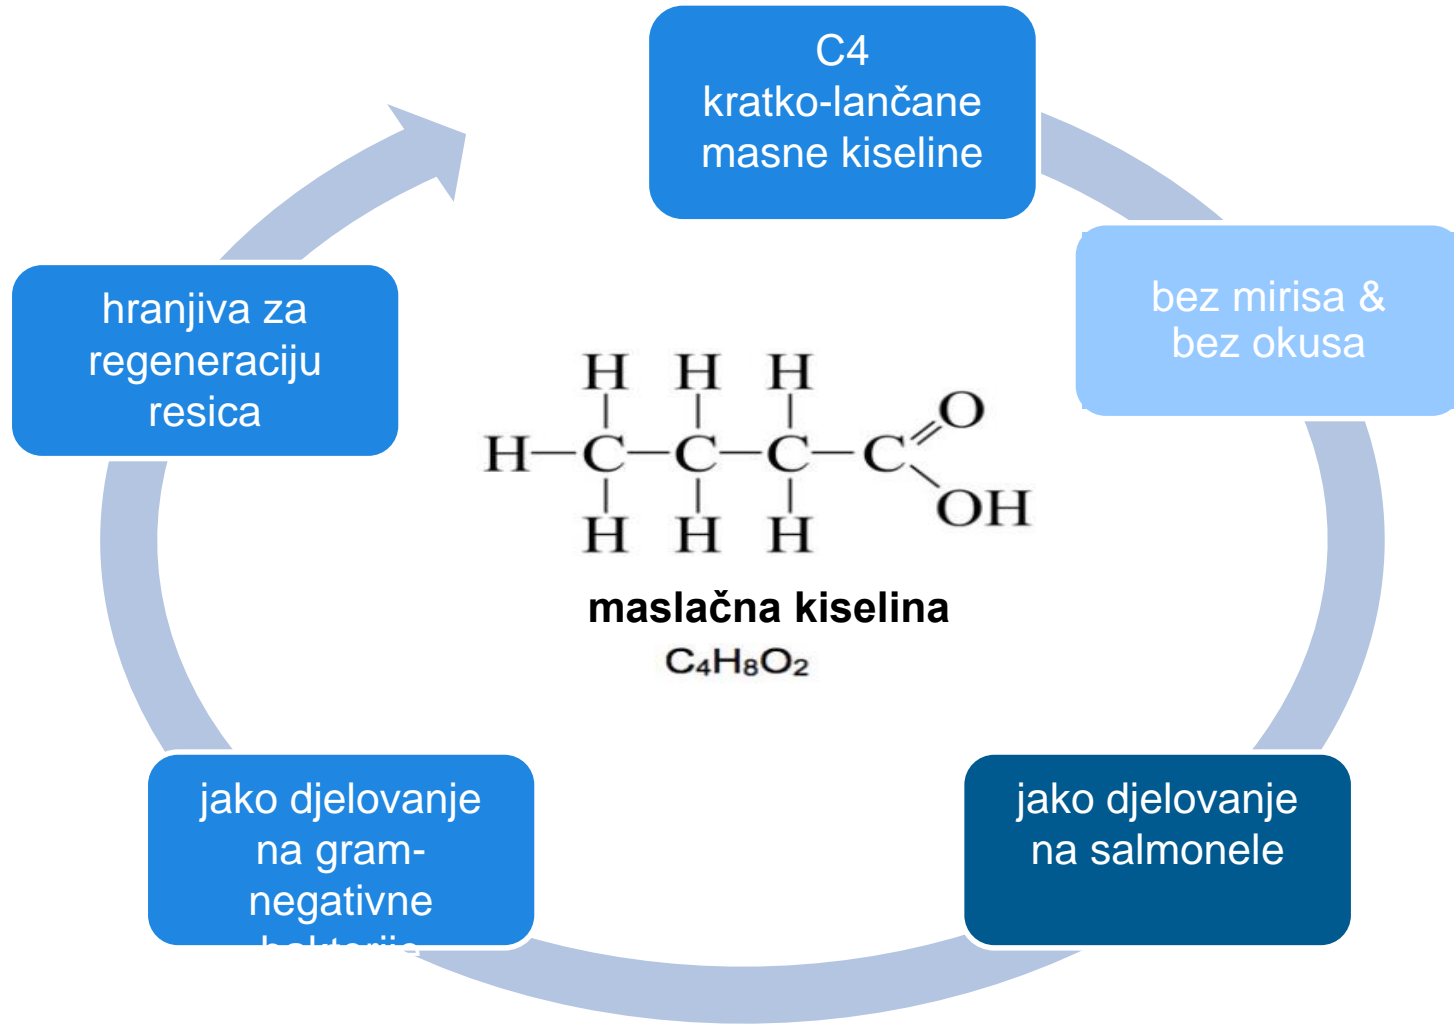 C4
kratko-lančane
masne kiseline
bez mirisa &
bez okusa
jako djelovanje
na salmonele
jako djelovanje
na gram-
negativne
bakterije
hranjiva za
regeneraciju
resica
H H H
H—C—C—C—C
O
OH
H H H
maslačna kiselina
C₄H₈O₂